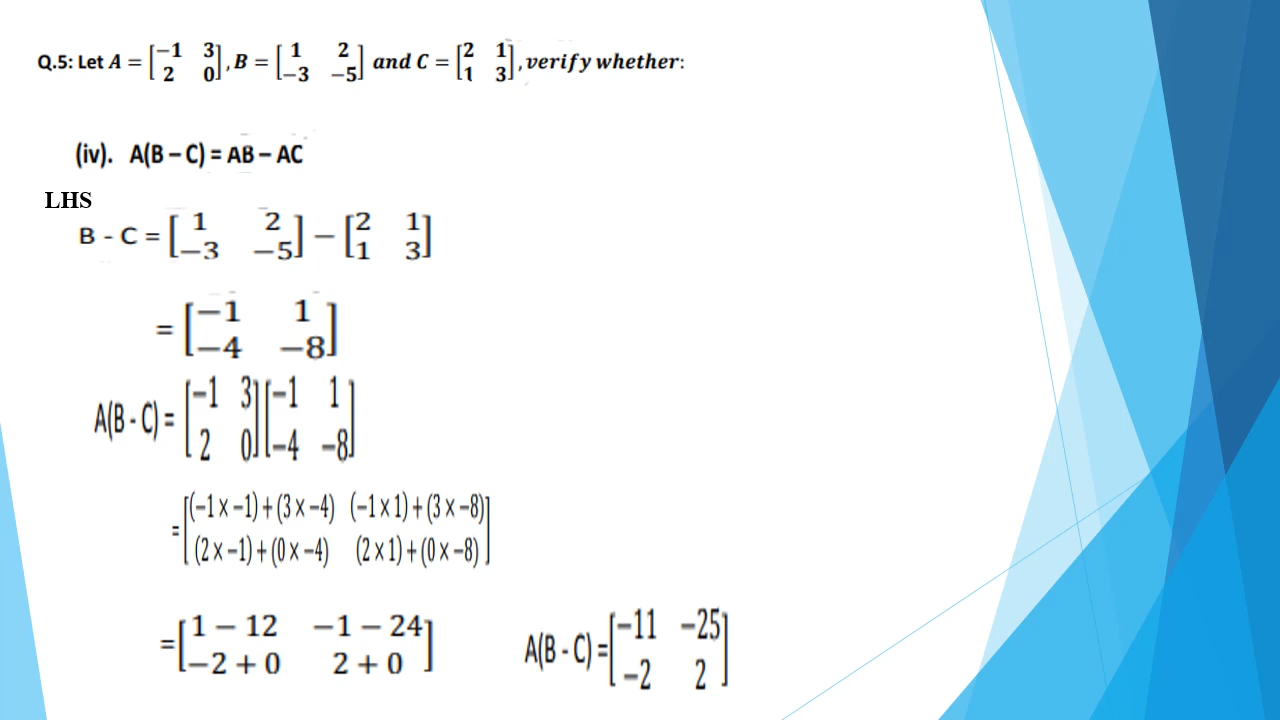 Q.5: Let A = [−1 3 2 0], B = [1 2 −3 −5] and C = [2 1 1 3], verify whether:
(iv). A(B – C) = AB – AC
LHS
B - C = [1 2 −3 −5] − [2 1 1 3]
= [−1 1 −4 −8]
A(B - C) = [−1 3 2 0][−1 1 −4 −8]
= [(−1 x −1) + (3 x −4) (−1 x 1) + (3 x −8) (2 x −1) + (0 x −4) (2 x 1) + (0 x −8)]
= [1 − 12 −1 − 24 −2 + 0 2 + 0] A(B - C) = [−11 −25 −2 2]